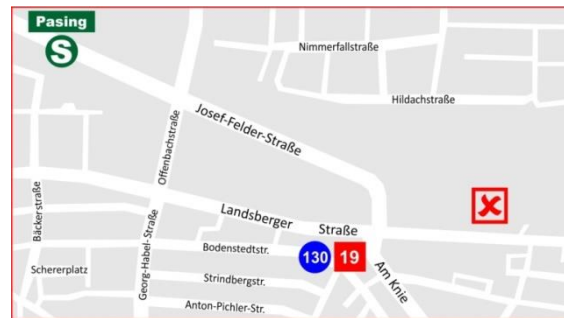 Pasing
S
Nimmerfallstraße
Hildachstraße
Josef-Felder-Straße
Offenbachstraße
Bäckerstraße
Landsberger Straße
Georg-Habel-Straße
Bodenstedtstr.
130
19
Am Knie
Schererplatz
Strindbergstr.
Anton-Pichler-Str.